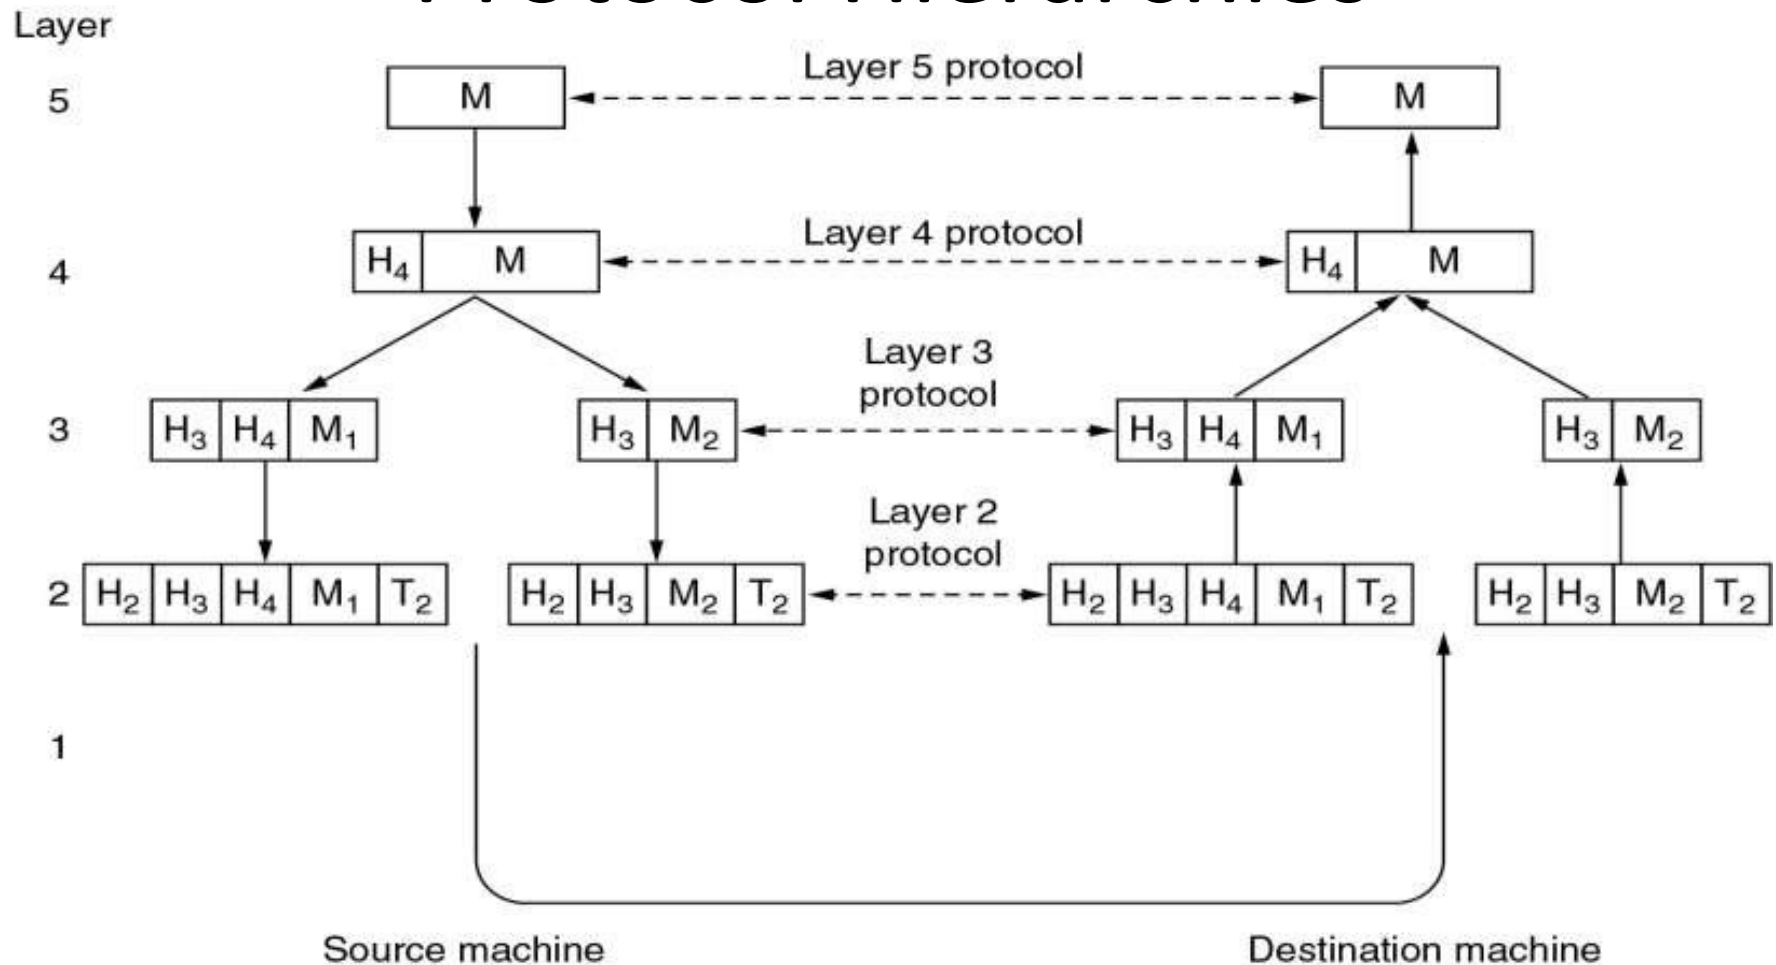 Protocol Hierarchies
Layer
Layer 5 protocol
5 M M
Layer 4 protocol
4 H₄ M H₄ M
Layer 3
protocol
3 H₃ H₄ M₁ H₃ M₂ H₃ H₄ M₁ H₃ M₂
Layer 2
protocol
2 H₂ H₃ H₄ M₁ T₂ H₂ H₃ M₂ T₂ H₂ H₃ H₄ M₁ T₂ H₂ H₃ M₂ T₂
1
Source machine Destination machine